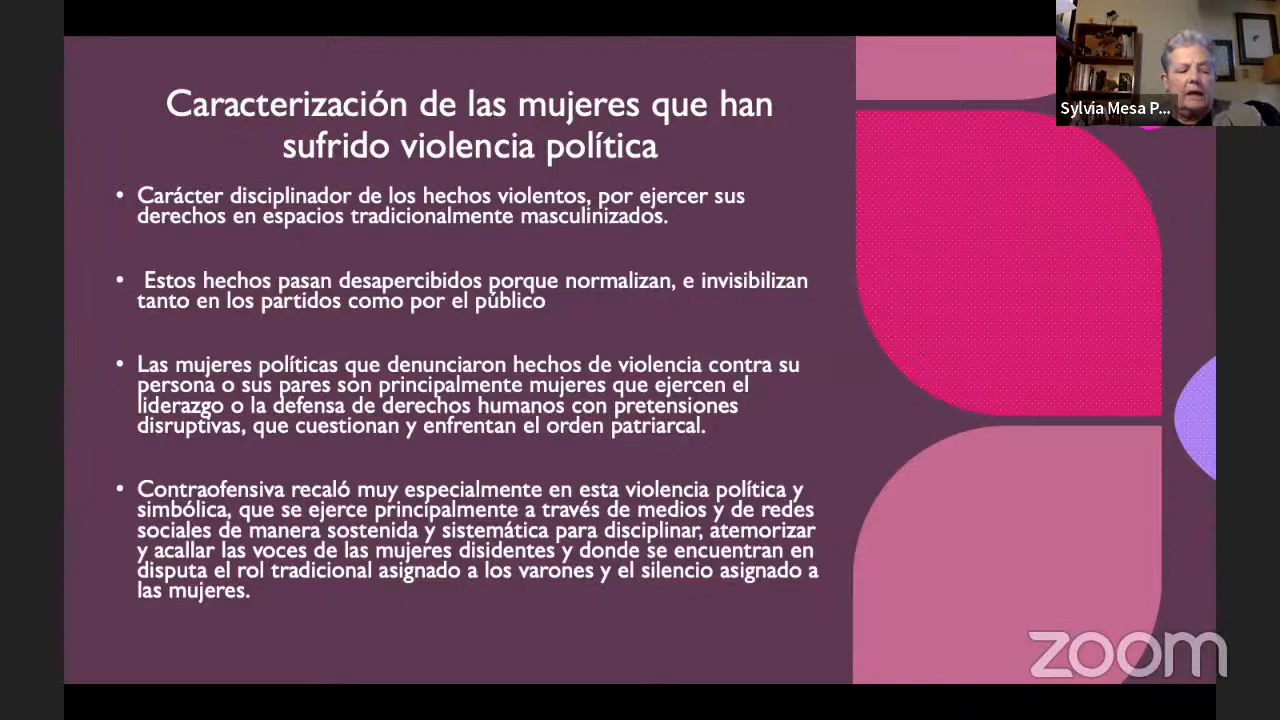 Caracterización de las mujeres que han
sufrido violencia política
• Carácter disciplinador de los hechos violentos, por ejercer sus
derechos en espacios tradicionalmente masculinizados.
• Estos hechos pasan desapercibidos porque normalizan, e invisibilizan
tanto en los partidos como por el público
• Las mujeres políticas que denunciaron hechos de violencia contra su
persona o sus pares son principalmente mujeres que ejercen el
liderazgo o la defensa de derechos humanos con pretensiones
disruptivas, que cuestionan y enfrentan el orden patriarcal.
• Contraofensiva recaló muy especialmente en esta violencia política y
simbólica, que se ejerce principalmente a través de medios y de redes
sociales de manera sostenida y sistemática para disciplinar, atemorizar
y acallar las voces de las mujeres disidentes y donde se encuentran en
disputa el rol tradicional asignado a los varones y el silencio asignado a
las mujeres.
Sylvia Mesa P...
zoom